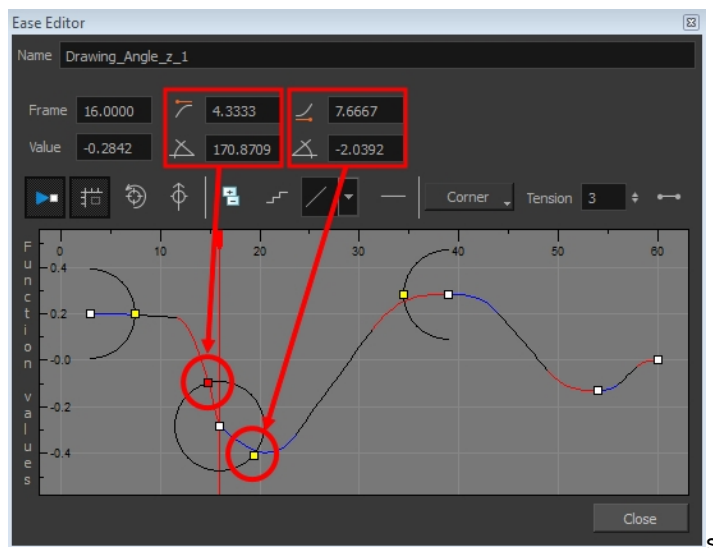 Ease Editor
Name Drawing_Angle_z_1
Frame 16.0000 4.3333 7.6667
Value -0.2842 170.8709 -2.0392
Corner Tension 3
0 10 20 30 40 50 60
Function values
-0.4
-0.2
-0.0
-0.2
-0.4
Close
s